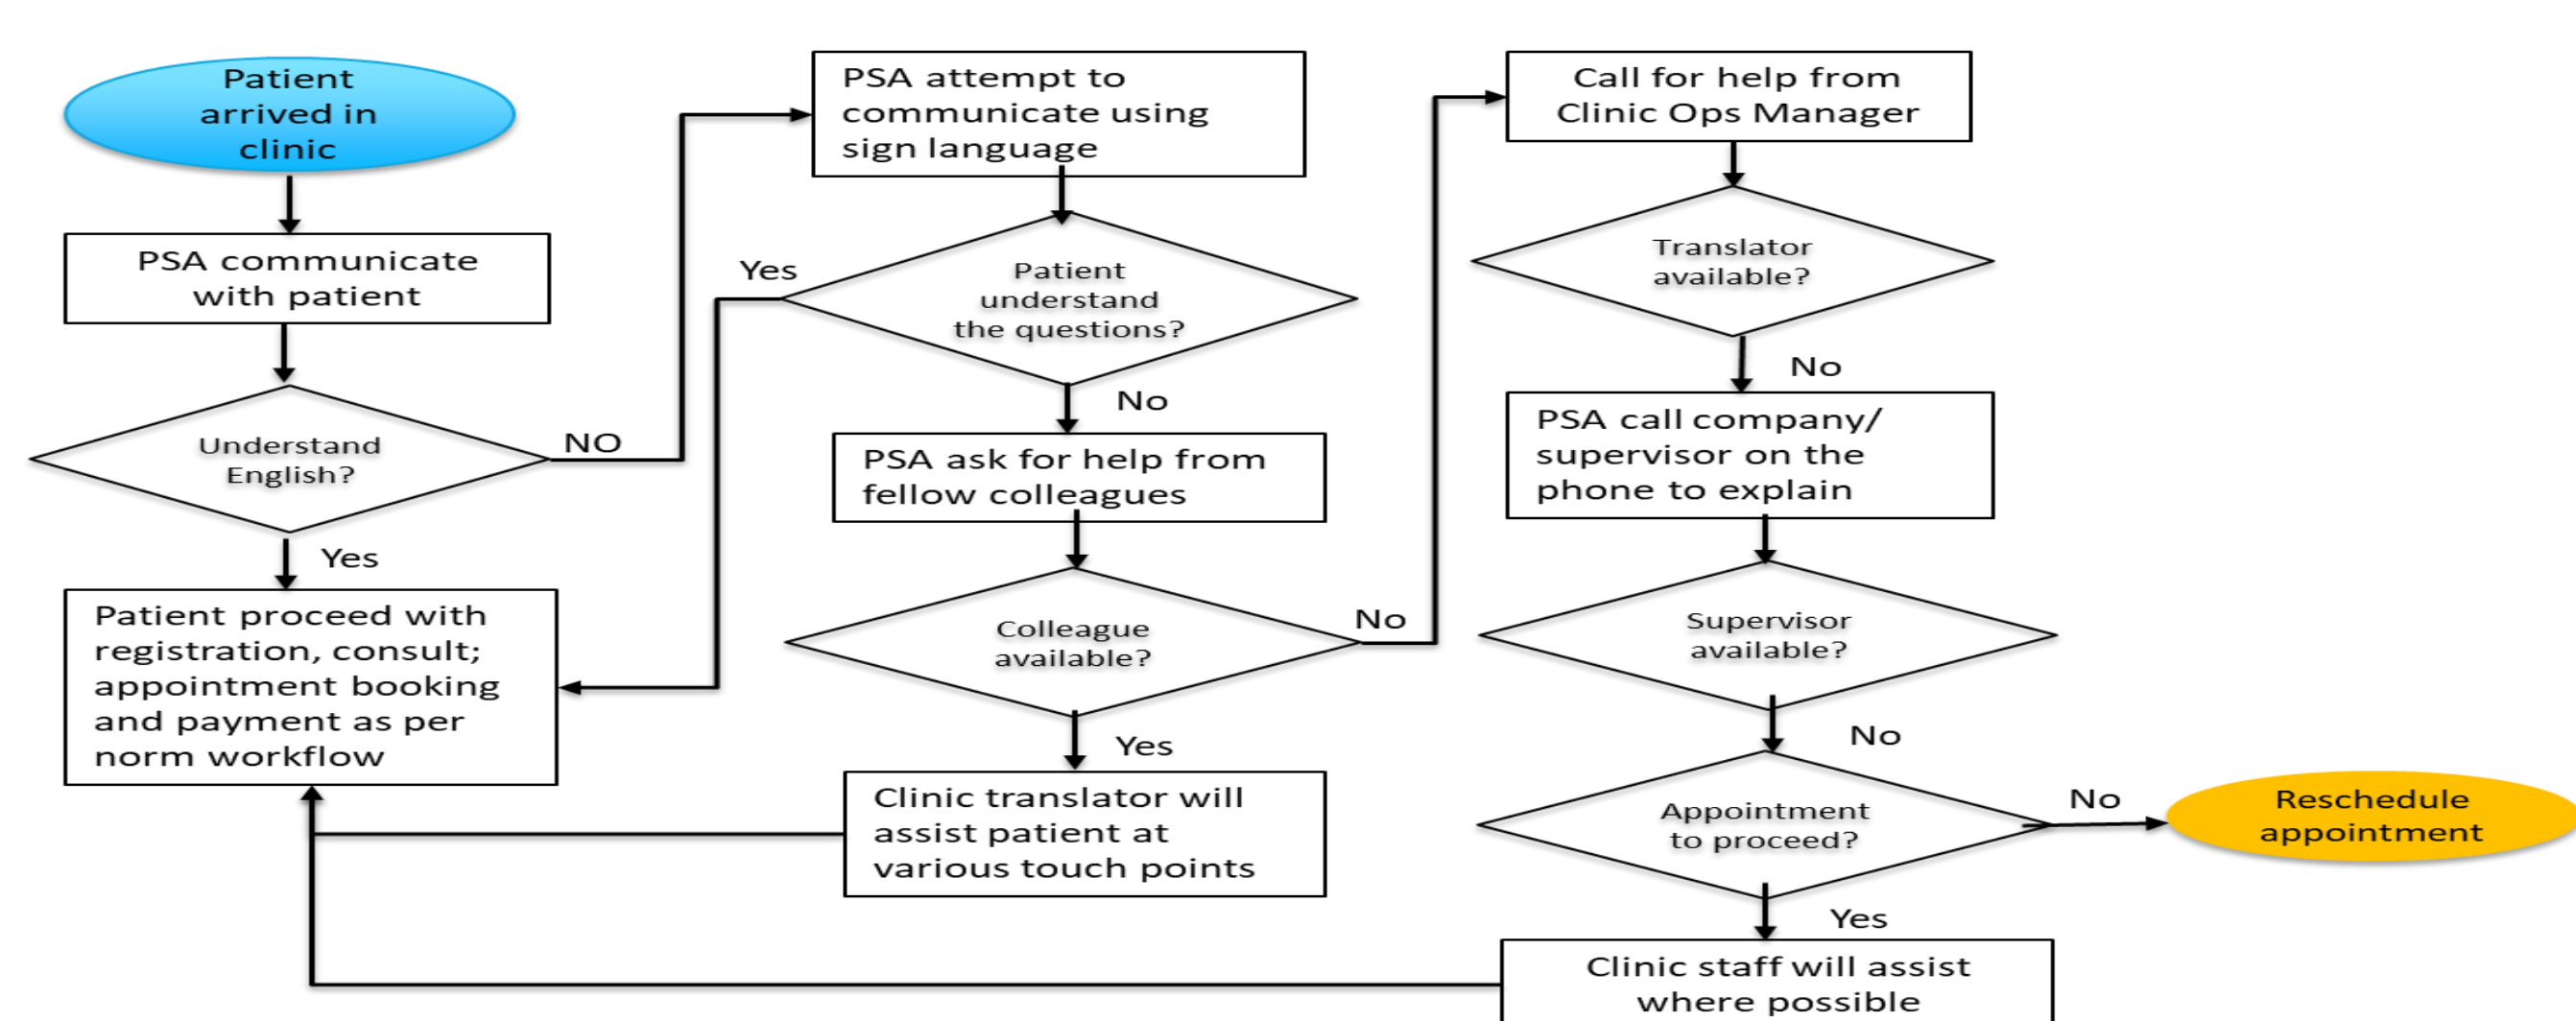 Patient
arrived in
clinic
PSA communicate
with patient
Understand
English?
NO
Yes
Patient proceed with
registration, consult;
appointment booking
and payment as per
norm workflow
PSA attempt to
communicate using
sign language
Patient
understand
the questions?
Yes
No
PSA ask for help from
fellow colleagues
Colleague
available?
No
Yes
Clinic translator will
assist patient at
various touch points
Call for help from
Clinic Ops Manager
Translator
available?
No
PSA call company/
supervisor on the
phone to explain
Supervisor
available?
No
Appointment
to proceed?
No
Reschedule
appointment
Yes
Clinic staff will assist
where possible